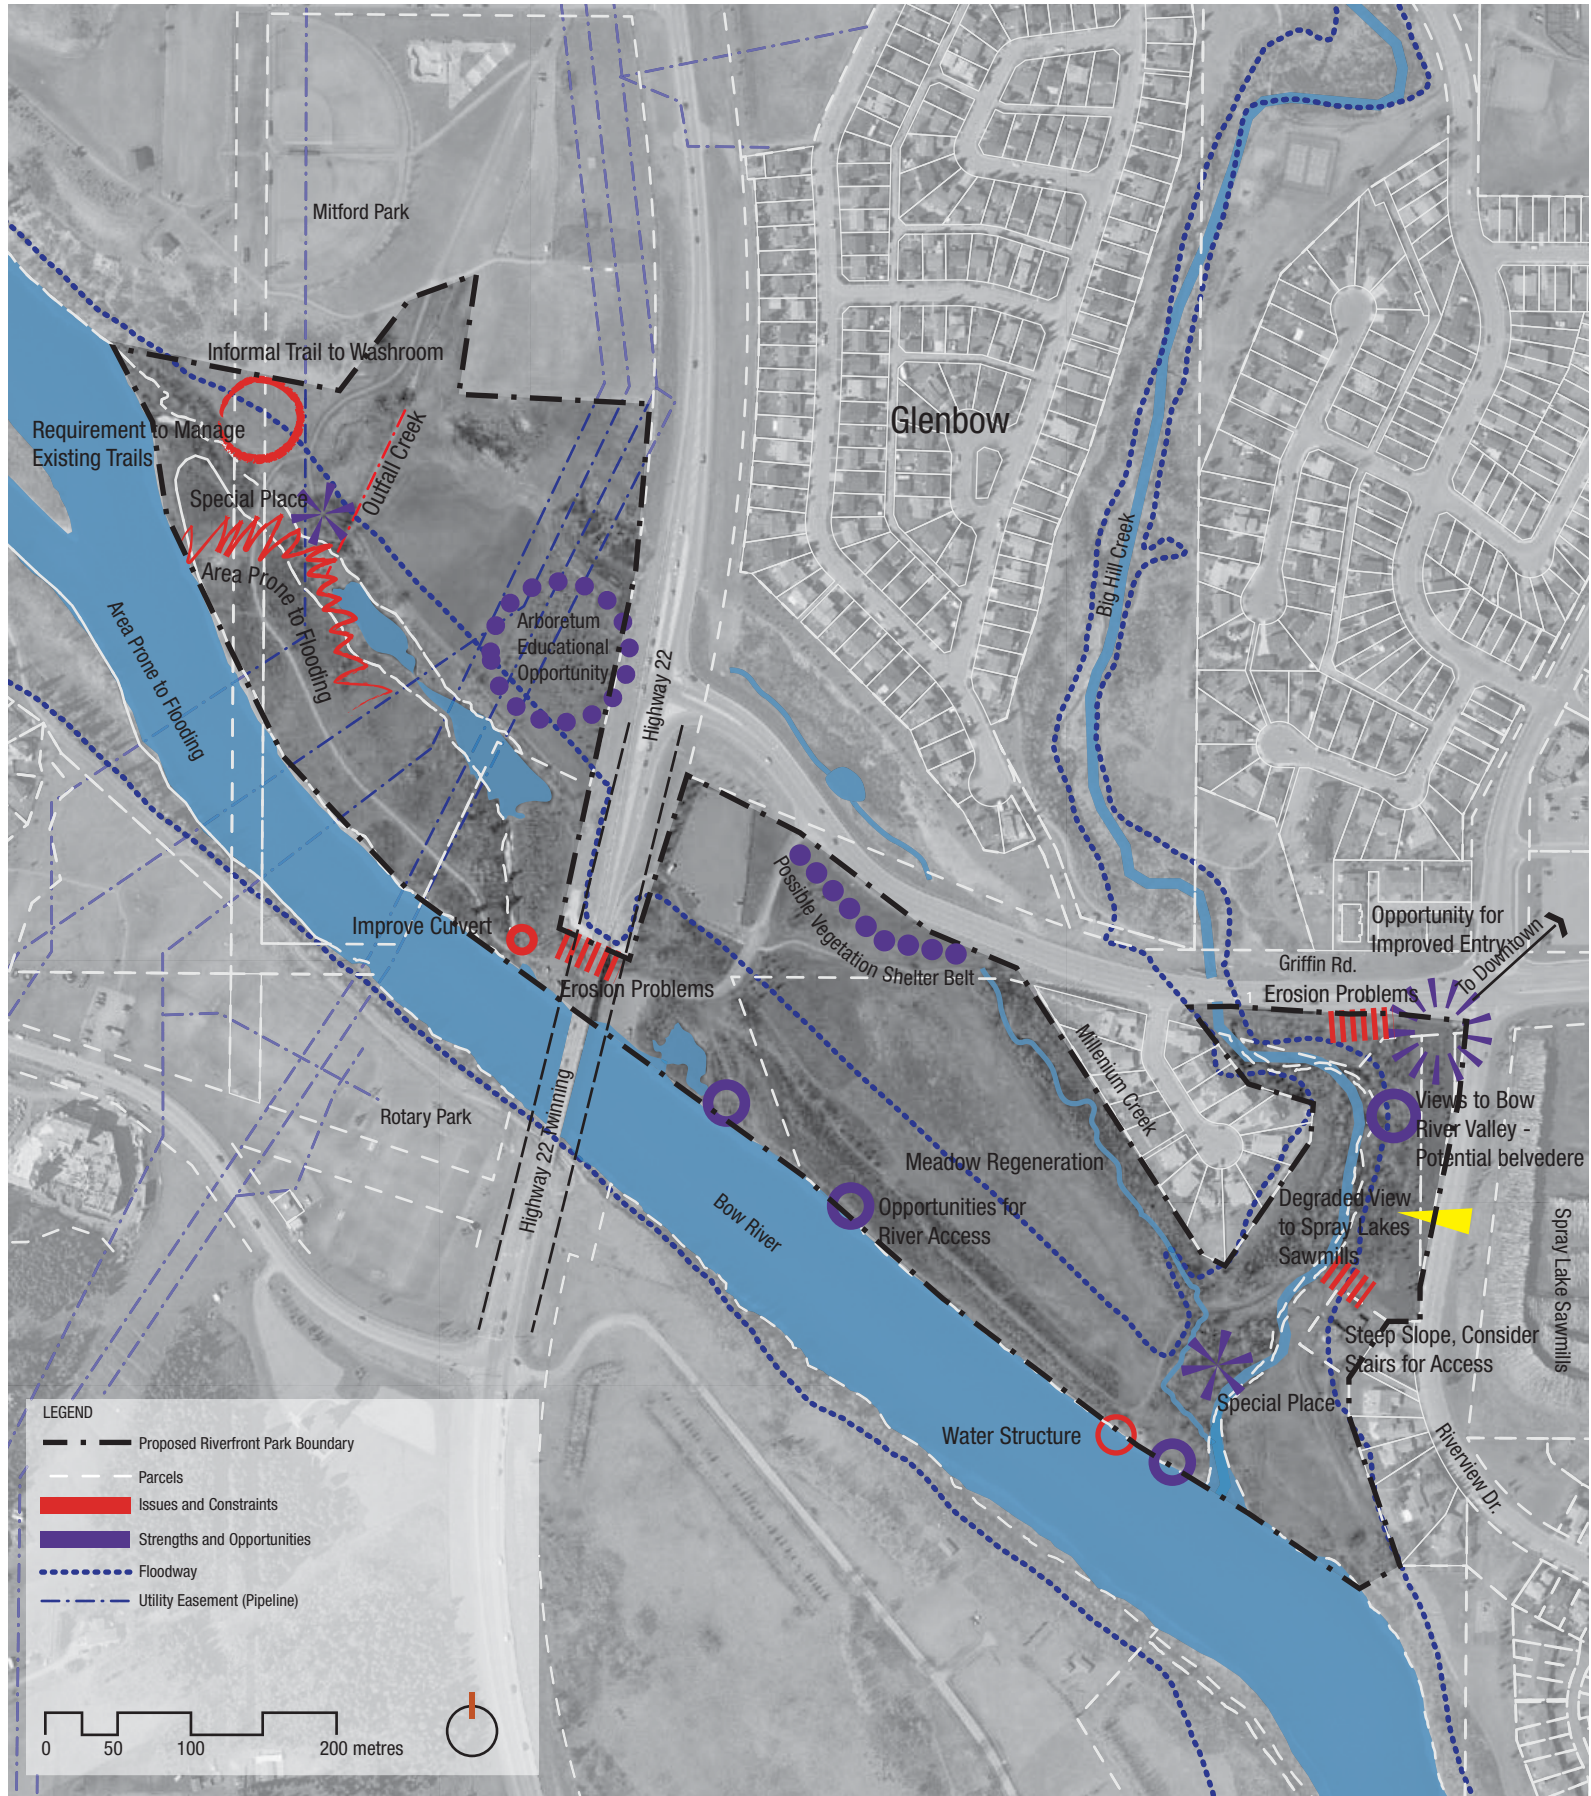 Mitford Park
Informal Trail to Washroom
Requirement to Manage
Existing Trails
Outfall Creek
Special Place
Area Prone to Flooding
Area Prone to Flooding
Arboretum
Educational
Opportunity
Highway 22
Glenbow
Big Hill Creek
Improve Culvert
Erosion Problems
Possible Vegetation Shelter Belt
Opportunity for
Improved Entry
To Downtown
Griffin Rd.
Erosion Problems
Millenium Creek
Rotary Park
Highway 22 Twinning
Bow River
Meadow Regeneration
Opportunities for
River Access
Views to Bow
River Valley -
Potential belvedere
Degraded View
to Spray Lakes
Sawmills
Spray Lake Sawmills
Steep Slope, Consider
Stairs for Access
Special Place
Water Structure
Riverview Dr.
LEGEND
Proposed Riverfront Park Boundary
Parcels
Issues and Constraints
Strengths and Opportunities
Floodway
Utility Easement (Pipeline)
0 50 100 200 metres